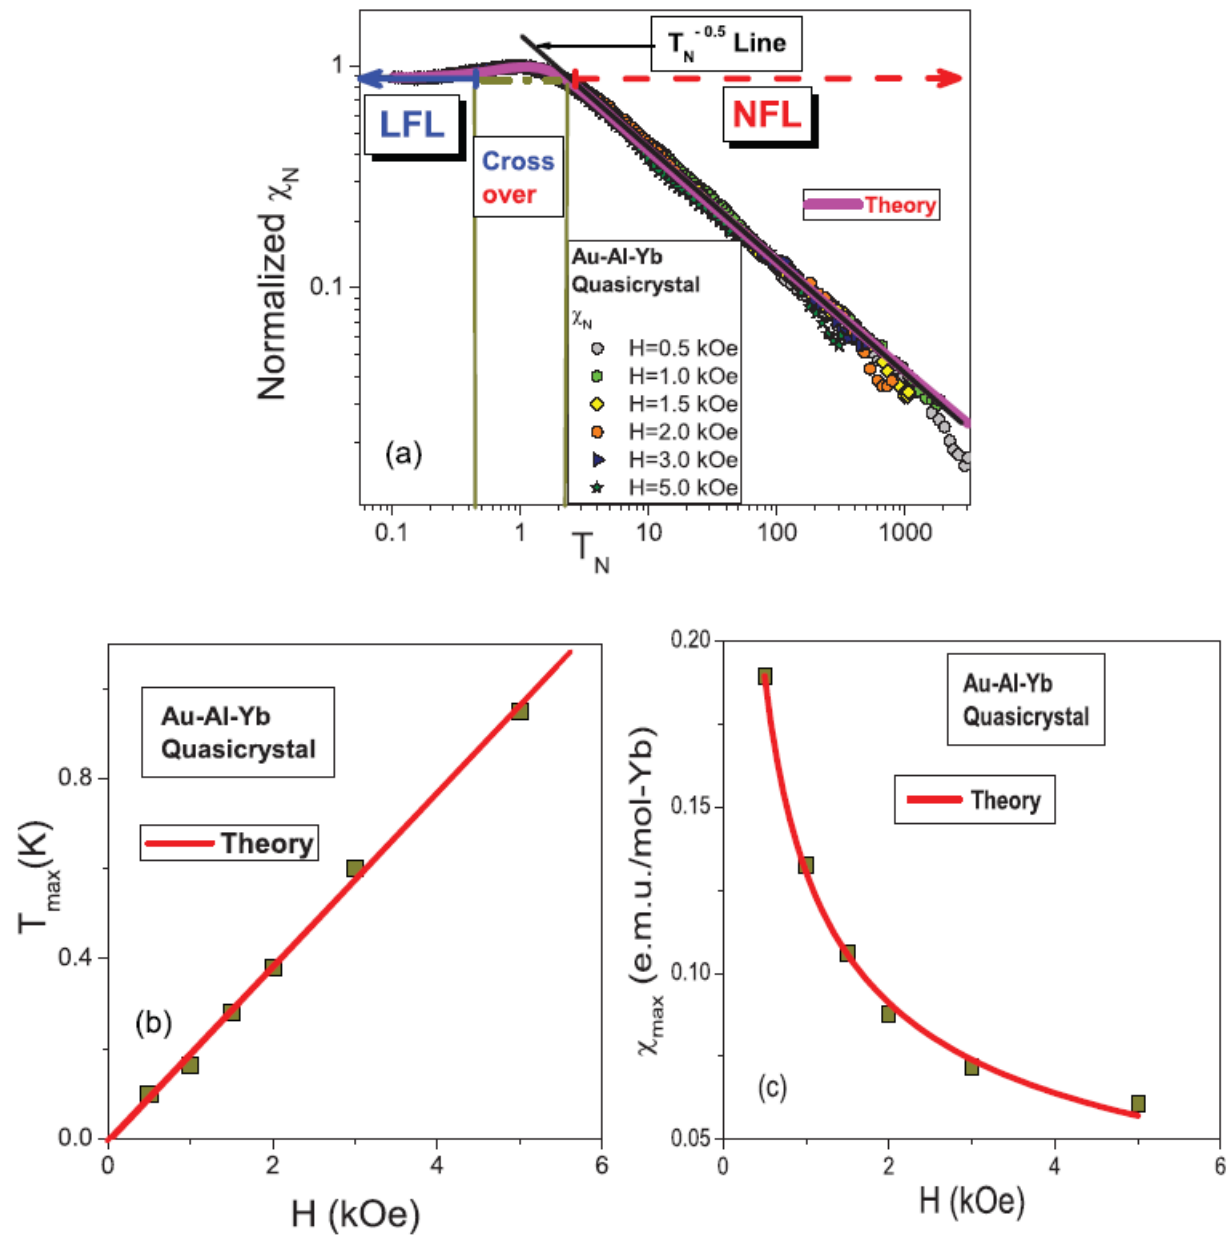 T_N^-0.5 Line
1
LFL
NFL
Cross
over
Theory
Normalized χ_N
Au-Al-Yb
Quasicrystal
χ_N
H=0.5 kOe
H=1.0 kOe
H=1.5 kOe
H=2.0 kOe
H=3.0 kOe
H=5.0 kOe
0.1
(a)
0.1 1 10 100 1000
T_N
Au-Al-Yb
Quasicrystal
Theory
T_max(K)
0.8
0.4
0.0
(b)
0 2 4 6
H (kOe)
0.20
Au-Al-Yb
Quasicrystal
Theory
χ_max (e.m.u./mol-Yb)
0.15
0.10
0.05
(c)
0 2 4 6
H (kOe)